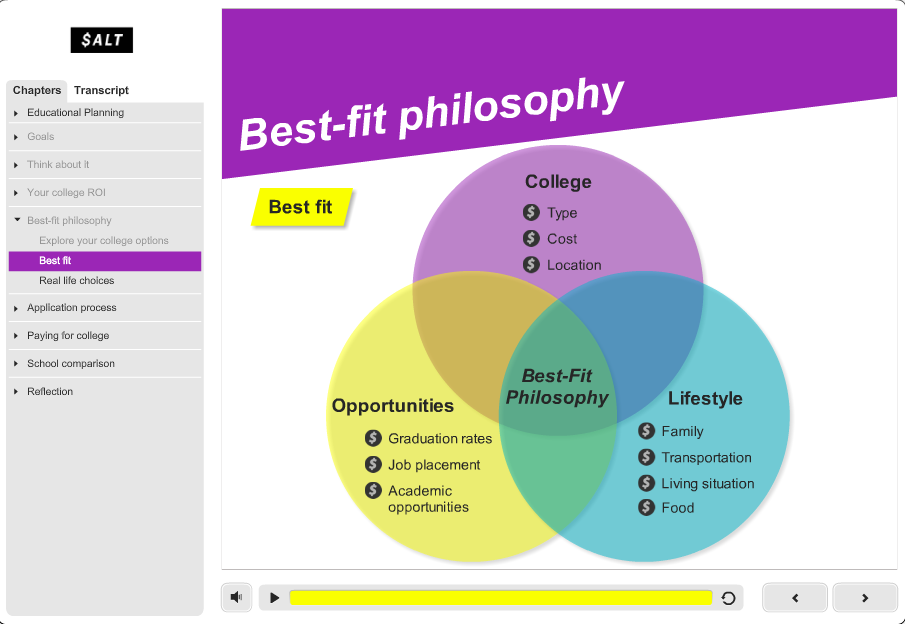 $ALT
Chapters
Transcript
Educational Planning
Goals
Think about It
Your college ROI
Best-fit philosophy
Explore your college options
Best fit
Real life choices
Application process
Paying for college
School comparison
Reflection
Best-fit philosophy
Best fit
College
$ Type
$ Cost
$ Location
Best-Fit
Philosophy
Opportunities
$ Graduation rates
$ Job placement
$ Academic
opportunities
Lifestyle
$ Family
$ Transportation
$ Living situation
$ Food